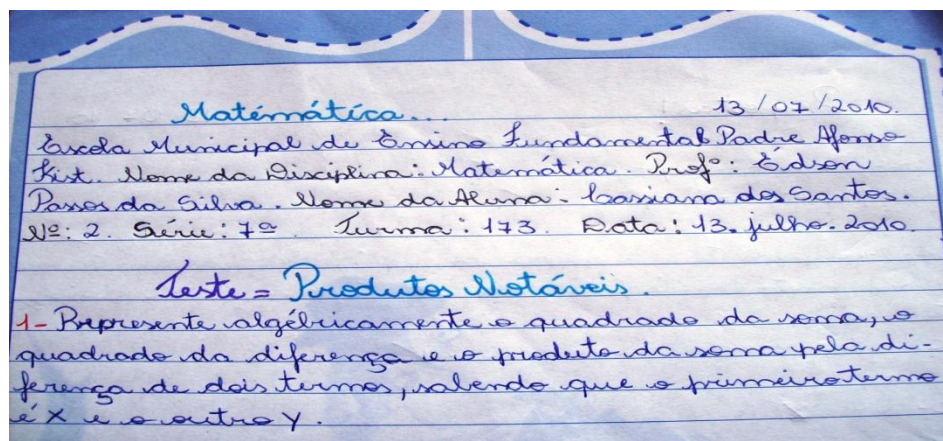 Matémática...
13/07/2010.
Escola Municipal de Ensino Fundamental Padre Afonso
Kist. Nome da Disciplina: Matemática. Profº: Édson
Passos da Silva. Nome da Aluna: Cassiana dos Santos.
Nº: 2. Série: 7ª Turma: 173. Data: 13. julho. 2010.
Teste = Produtos Notáveis.
1- Represente algébricamente o quadrado da soma, o
quadrado da diferença e o produto da soma pela di-
ferença de dois termos, sabendo que o primeiro termo
é X e o outro Y.